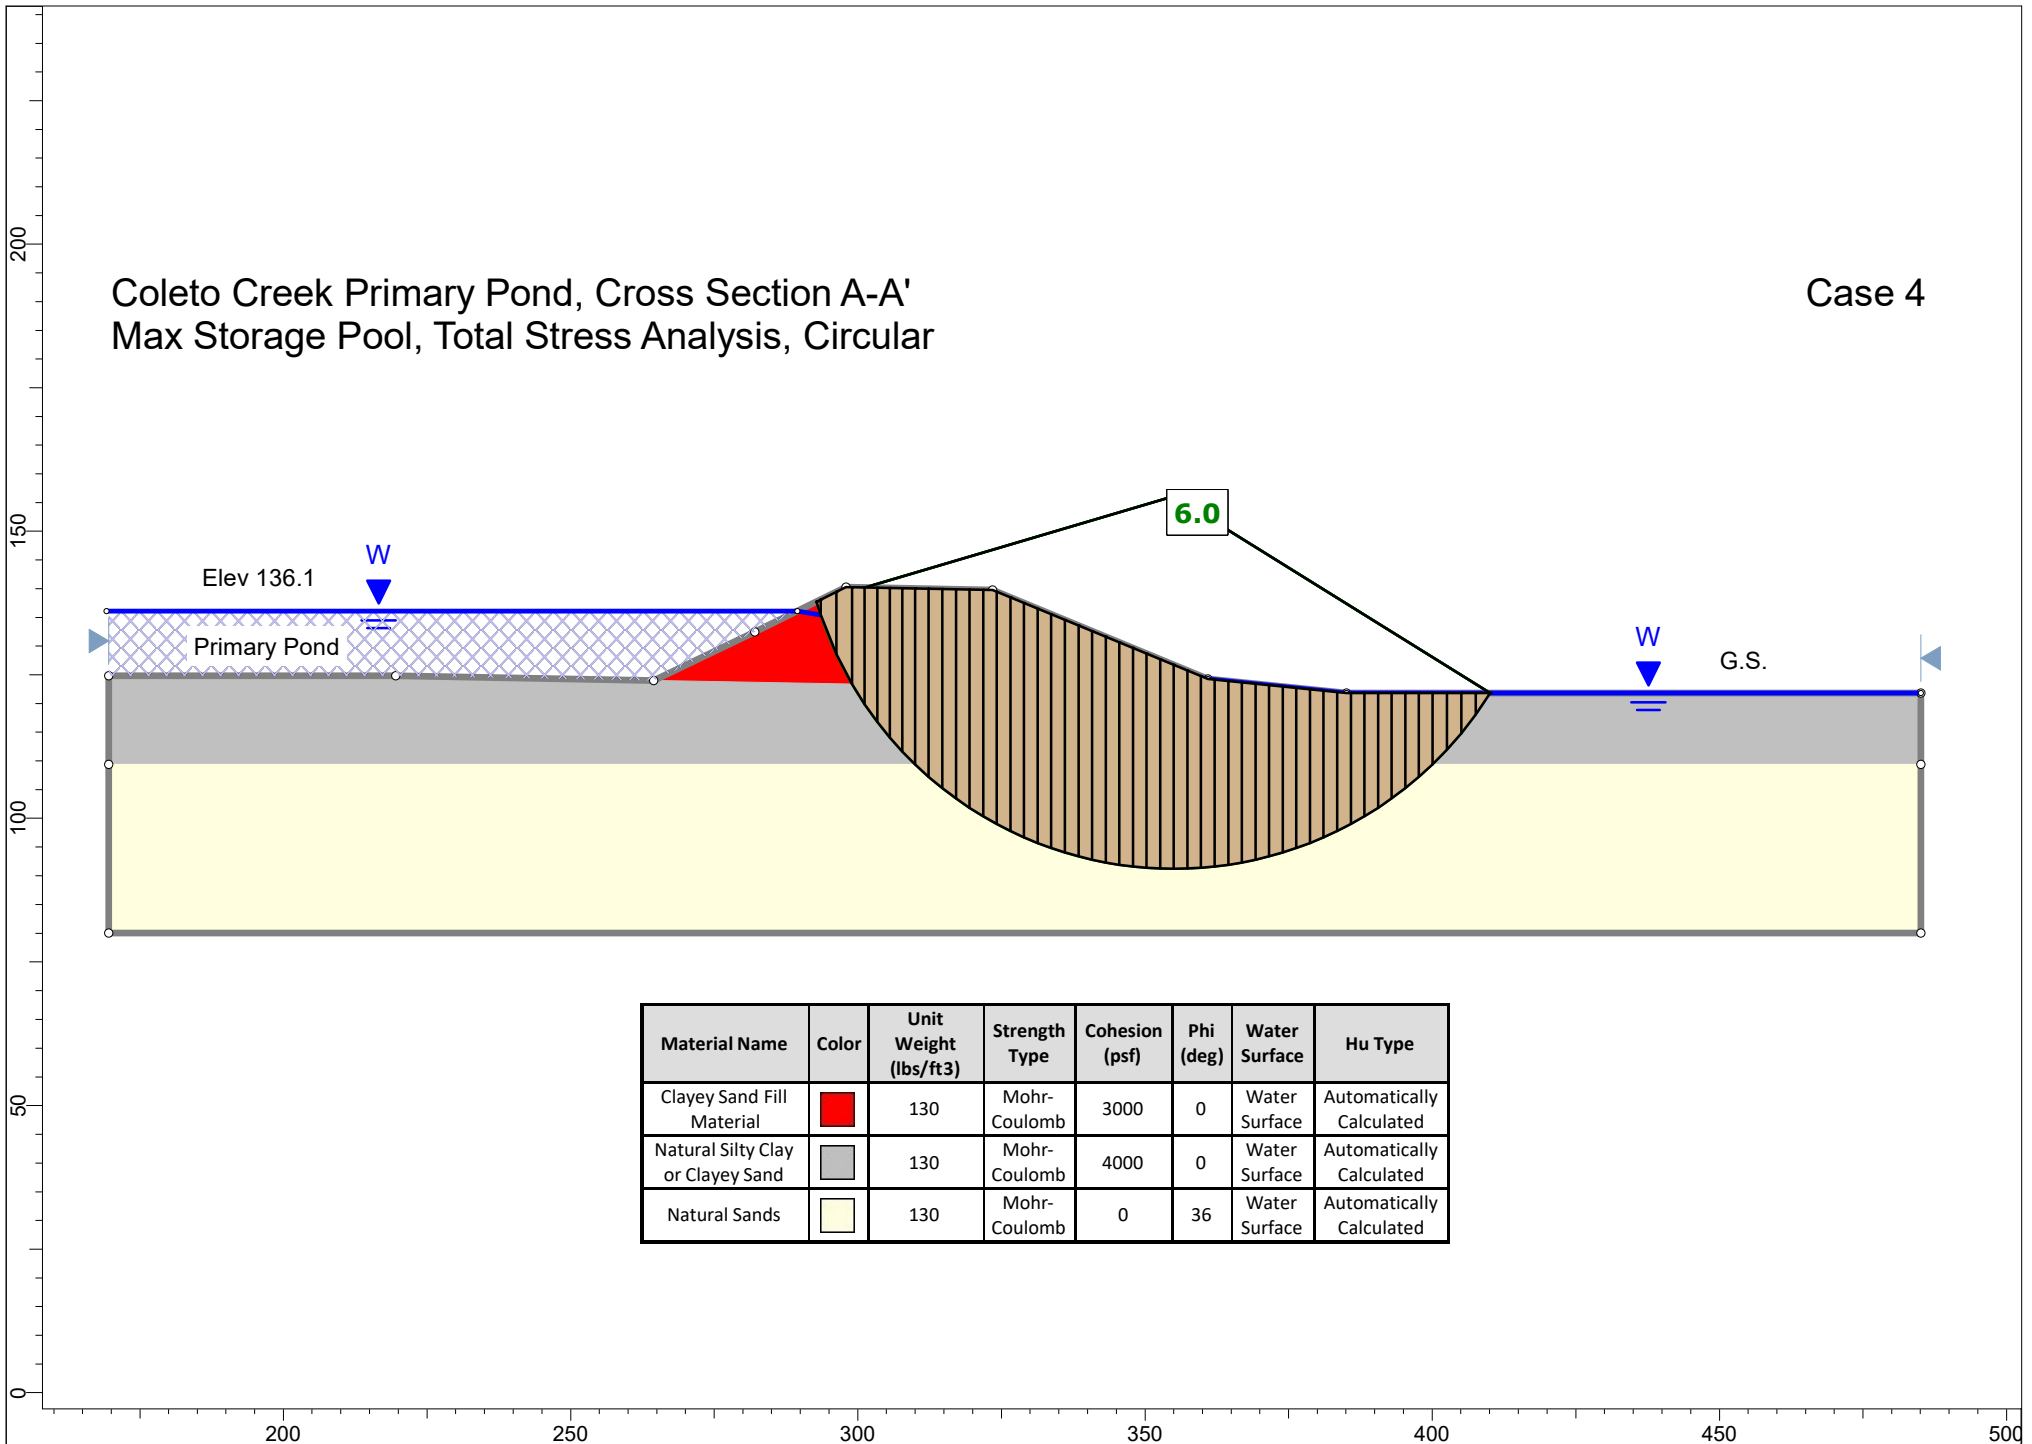 200
Coleto Creek Primary Pond, Cross Section A-A'
Case 4
Max Storage Pool, Total Stress Analysis, Circular
150
6.0
W
Elev 136.1
W
Primary Pond
G.S.
100
Material Name Color Unit Weight (lbs/ft3) Strength Type Cohesion (psf) Phi (deg) Water Surface Hu Type
Clayey Sand Fill Material 130 Mohr-Coulomb 3000 0 Water Surface Automatically Calculated
Natural Silty Clay or Clayey Sand 130 Mohr-Coulomb 4000 0 Water Surface Automatically Calculated
Natural Sands 130 Mohr-Coulomb 0 36 Water Surface Automatically Calculated
50
0
200 250 300 350 400 450 500